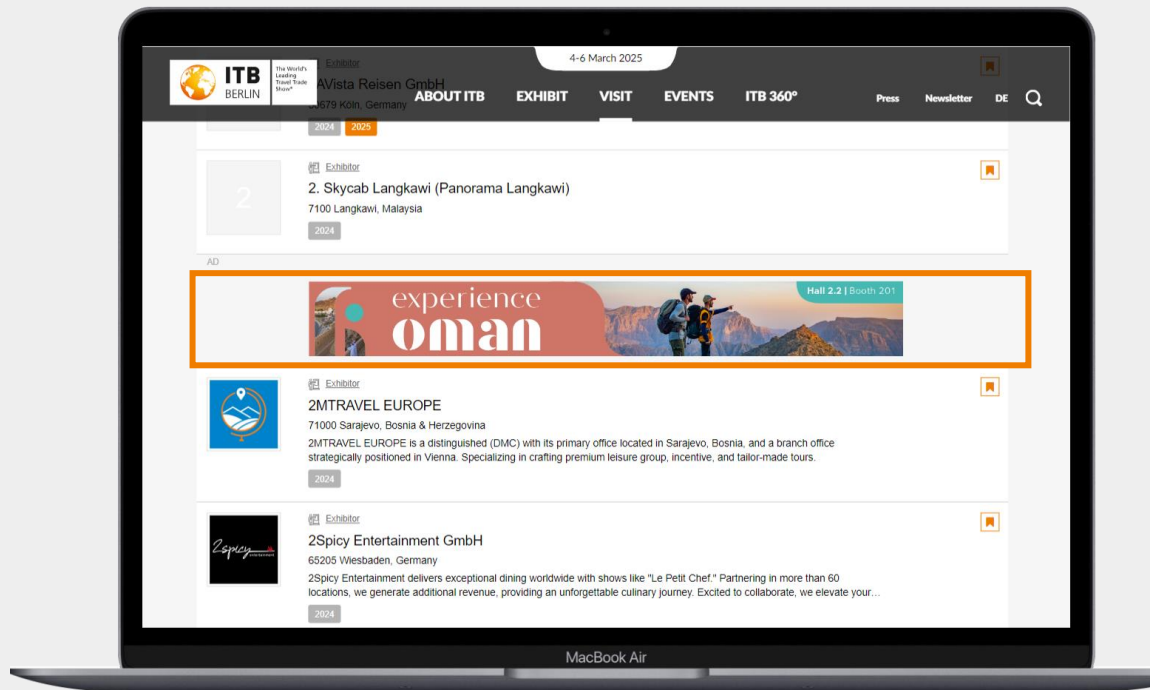 4-6 March 2025
ITB
BERLIN
The World's
Leading
Travel Trade
Show®
ABOUT ITB
EXHIBIT
VISIT
EVENTS
ITB 360°
Press
Newsletter
DE
Exhibitor
AVista Reisen GmbH
Köln, Germany
2024 2025
2
Exhibitor
2. Skycab Langkawi (Panorama Langkawi)
7100 Langkawi, Malaysia
2024
AD
experience
oman
Hall 2.2 | Booth 201
Exhibitor
2MTRAVEL EUROPE
71000 Sarajevo, Bosnia & Herzegovina
2MTRAVEL EUROPE is a distinguished (DMC) with its primary office located in Sarajevo, Bosnia, and a branch office
strategically positioned in Vienna. Specializing in crafting premium leisure group, incentive, and tailor-made tours.
2024
2spicy
entertainment
Exhibitor
2Spicy Entertainment GmbH
65205 Wiesbaden, Germany
2Spicy Entertainment delivers exceptional dining worldwide with shows like "Le Petit Chef." Partnering in more than 60
locations, we generate additional revenue, providing an unforgettable culinary journey. Excited to collaborate, we elevate your…
2024
MacBook Air